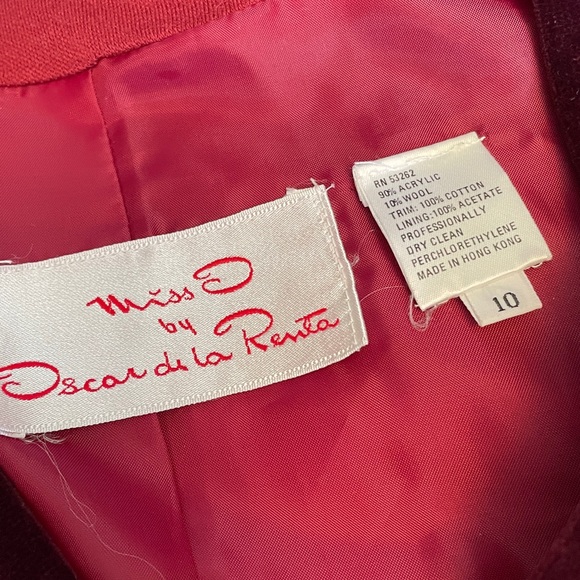 Miss O
by
Oscar de la Renta
RN 53262
90% ACRYLIC
10% WOOL
TRIM: 100% COTTON
LINING: 100% ACETATE
PROFESSIONALLY
DRY CLEAN
PERCHLORETHYLENE
MADE IN HONG KONG
10